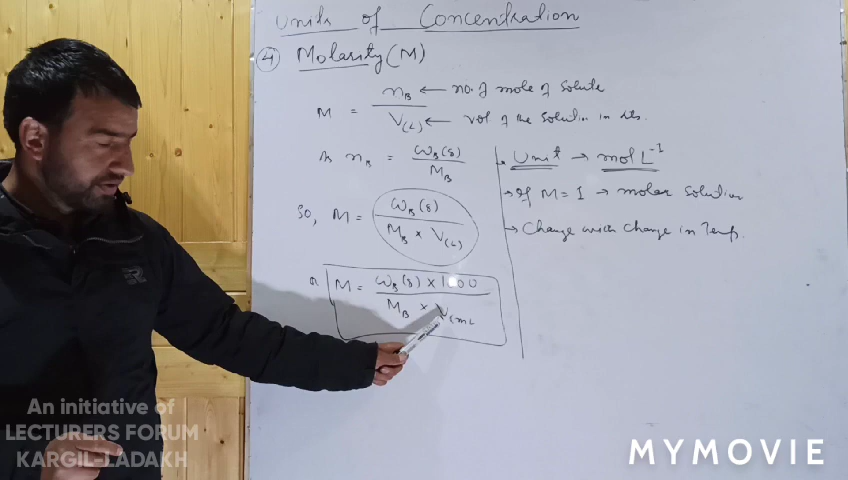 Units of Concentration
(4) Molarity (M)
M = nB ← no. of mole of solute
V(L) ← vol of the solution in lts.
As nB = WB(g)
MB
So, M = WB(g)
MB × V(L)
or M = WB(g) × 1000
MB × V(mL
. Unit → mol L⁻¹
→ If M = 1 → molar solution
→ Change with change in Temp.
An initiative of
LECTURERS FORUM
KARGIL-LADAKH
MYMOVIE